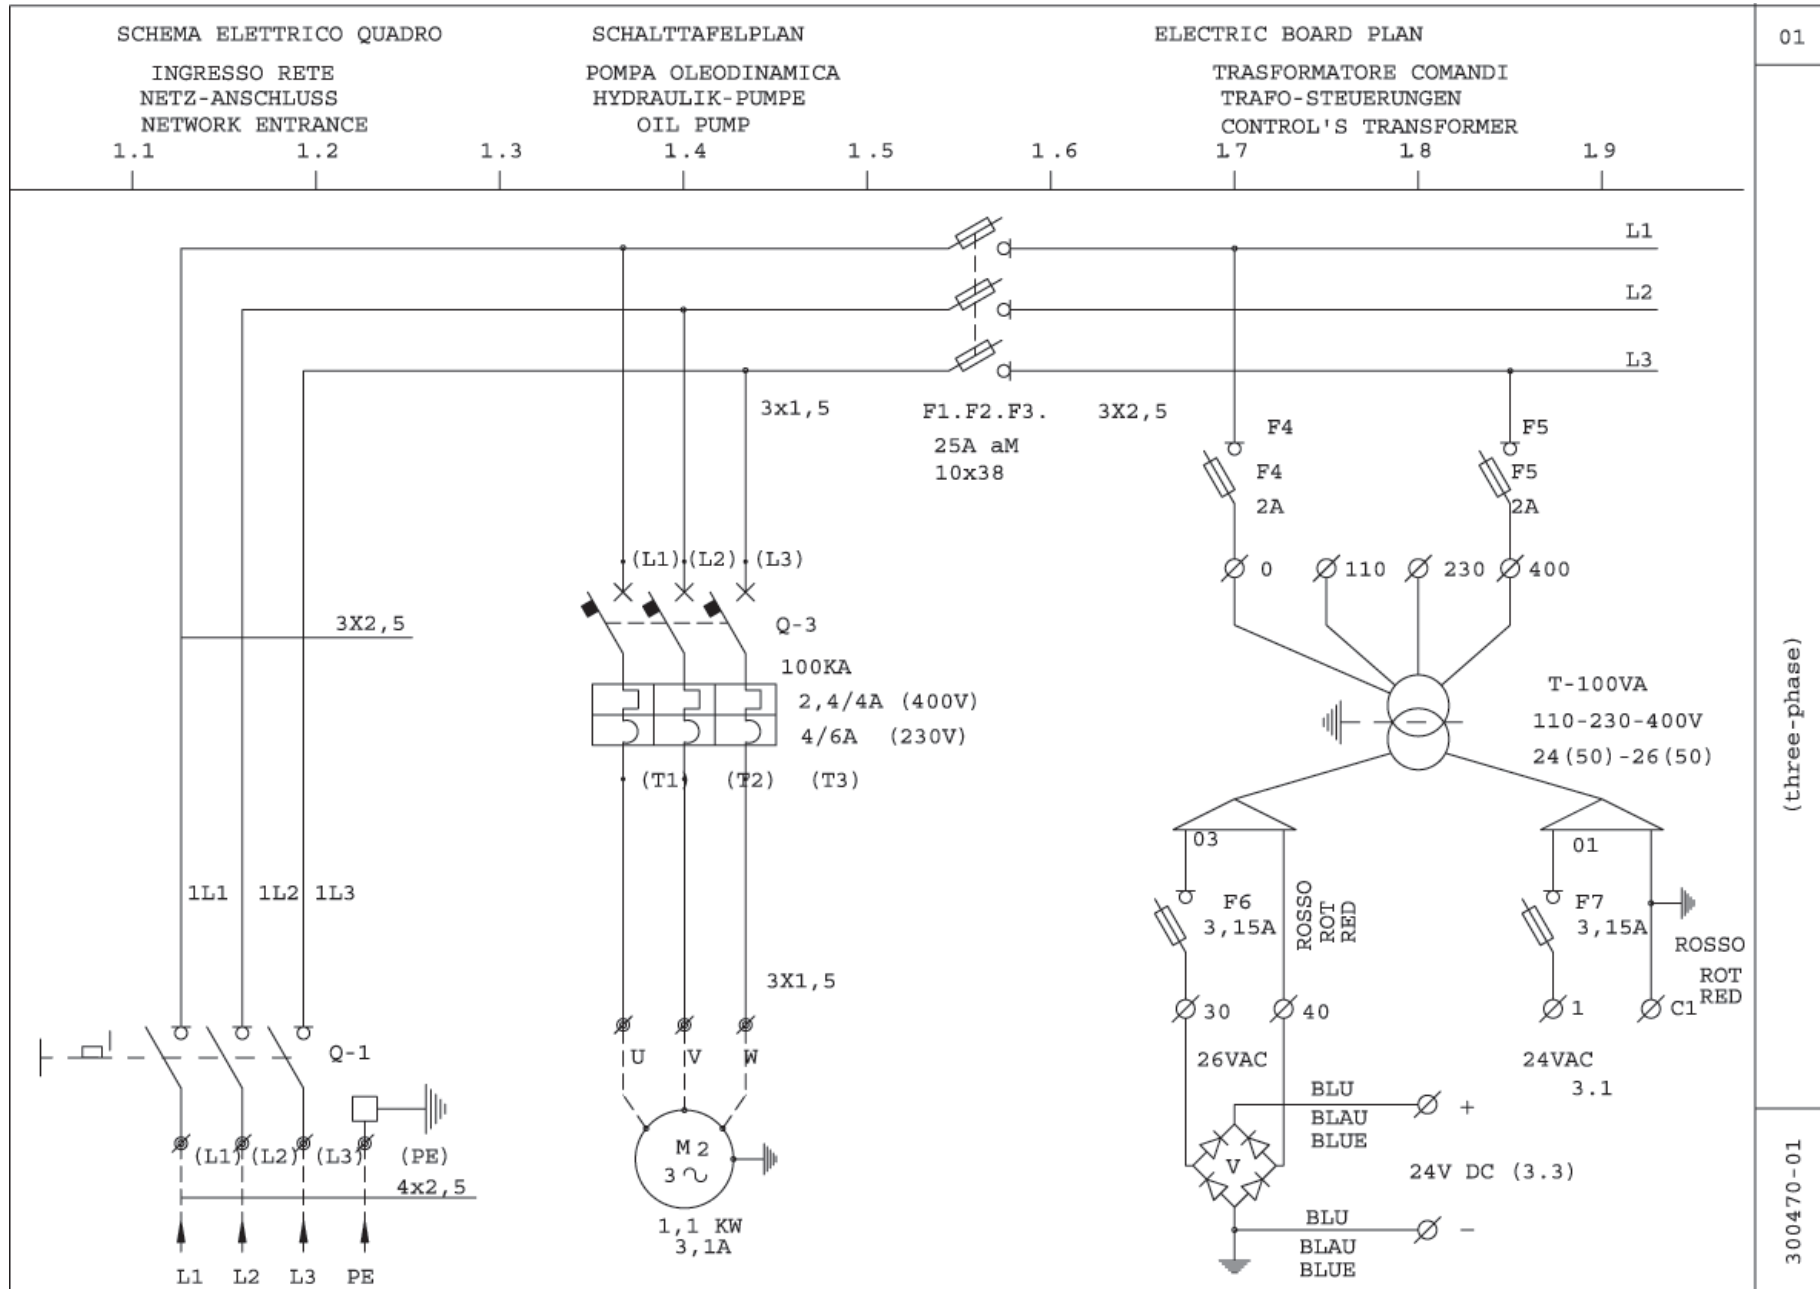 SCHEMA ELETTRICO QUADRO
SCHALTTAFELPLAN
ELECTRIC BOARD PLAN
01
INGRESSO RETE
NETZ-ANSCHLUSS
NETWORK ENTRANCE
POMPA OLEODINAMICA
HYDRAULIK-PUMPE
OIL PUMP
TRASFORMATORE COMANDI
TRAFO-STEUERUNGEN
CONTROL'S TRANSFORMER
1.1 1.2 1.3 1.4 1.5 1.6 1.7 1.8 1.9
L1
L2
L3
3x1,5
F1.F2.F3.
25A aM
10x38
3X2,5
F4
F4
2A
F5
F5
2A
0 110 230 400
(L1) (L2) (L3)
Q-3
100KA
2,4/4A (400V)
4/6A (230V)
(T1) (T2) (T3)
3X2,5
T-100VA
110-230-400V
24(50)-26(50)
(three-phase)
03
01
1L1 1L2 1L3
F6
3,15A
ROSSO
ROT
RED
F7
3,15A
ROSSO
ROT
RED
3X1,5
30 40
1 C1
Q-1
U V W
26VAC
24VAC
3.1
BLU
BLAU
BLUE
+
M2
3~
V
24V DC (3.3)
(L1) (L2) (L3) (PE)
4x2,5
1,1 KW
3,1A
BLU
BLAU
BLUE
-
L1 L2 L3 PE
300470-01